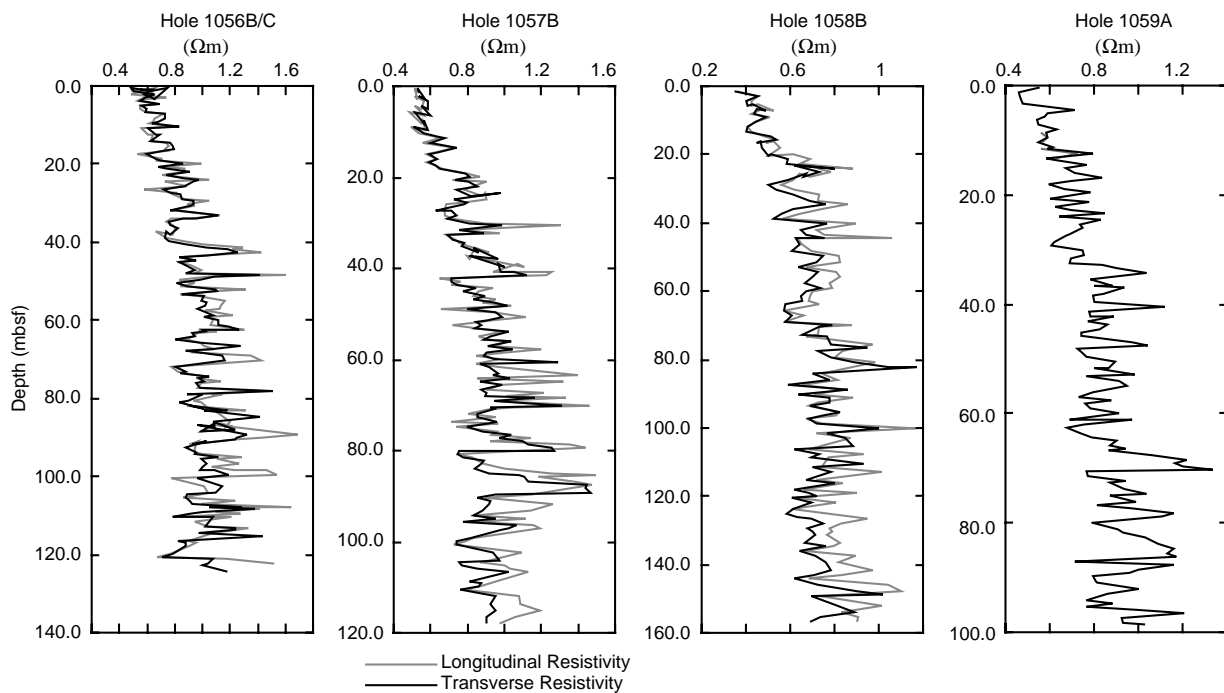 Hole 1056B/C
(Ωm)
0.4 0.8 1.2 1.6
0.0
20.0
40.0
60.0
80.0
100.0
120.0
140.0
Depth (mbsf)
Hole 1057B
(Ωm)
0.4 0.8 1.2 1.6
0.0
20.0
40.0
60.0
80.0
100.0
120.0
Hole 1058B
(Ωm)
0.2 0.6 0.8 1
0.0
20.0
40.0
60.0
80.0
100.0
120.0
140.0
160.0
Hole 1059A
(Ωm)
0.4 0.8 1.2
0.0
20.0
40.0
60.0
80.0
100.0
Longitudinal Resistivity
Transverse Resistivity